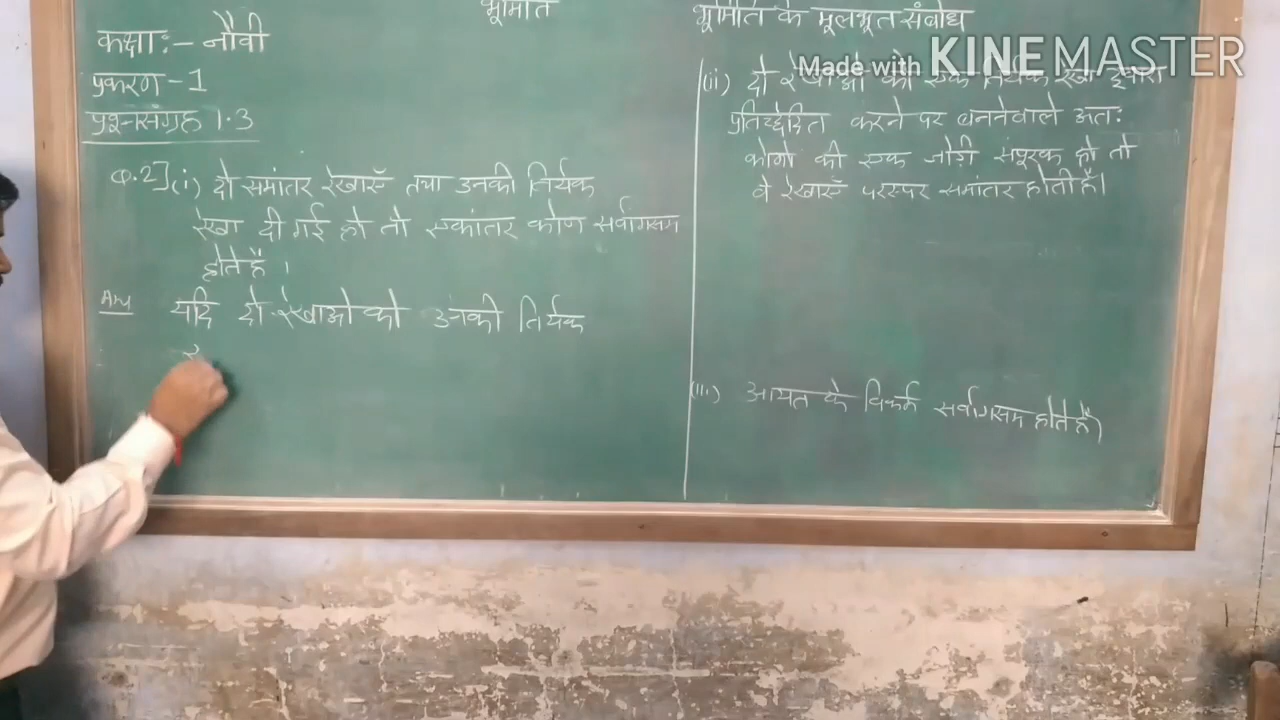 भूमिति
भूमिति के मूलभूत संबोध
कक्षा:- नौवी
प्रकरण - 1
प्रश्नसंग्रह 1.3
Q.2](i) दो समांतर रेखाएँ तथा उनकी तिर्यक
रेखा दी गई हो तो एकांतर कोण सर्वांगसम
होते हैं ।
Ans यदि दो रेखाओ को उनकी तिर्यक
Made with KINEMASTER
(ii) दो रेखाओ को एक तिर्यक रेखा द्वारा
प्रतिच्छेदित करने पर बननेवाले अंत:
कोणो की एक जोड़ी संपूरक हो तो
वे रेखाएँ परस्पर समांतर होती हैं।
(iii) आयत के विकर्ण सर्वांगसम होते हैं)